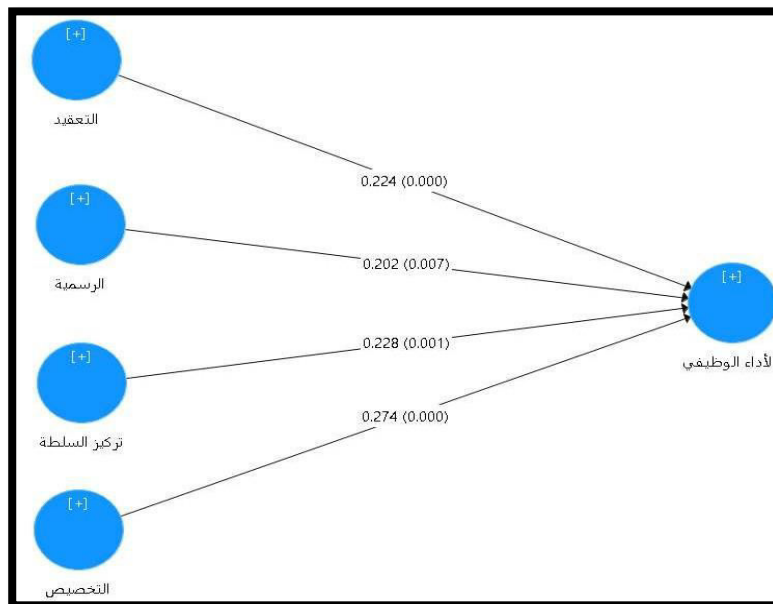 [+]
التعقيد
0.224 (0.000)
[+]
الرسمية
0.202 (0.007)
[+]
لأداء الوظيفي
0.228 (0.001)
[+]
تركيز السلطة
0.274 (0.000)
[+]
التخصيص